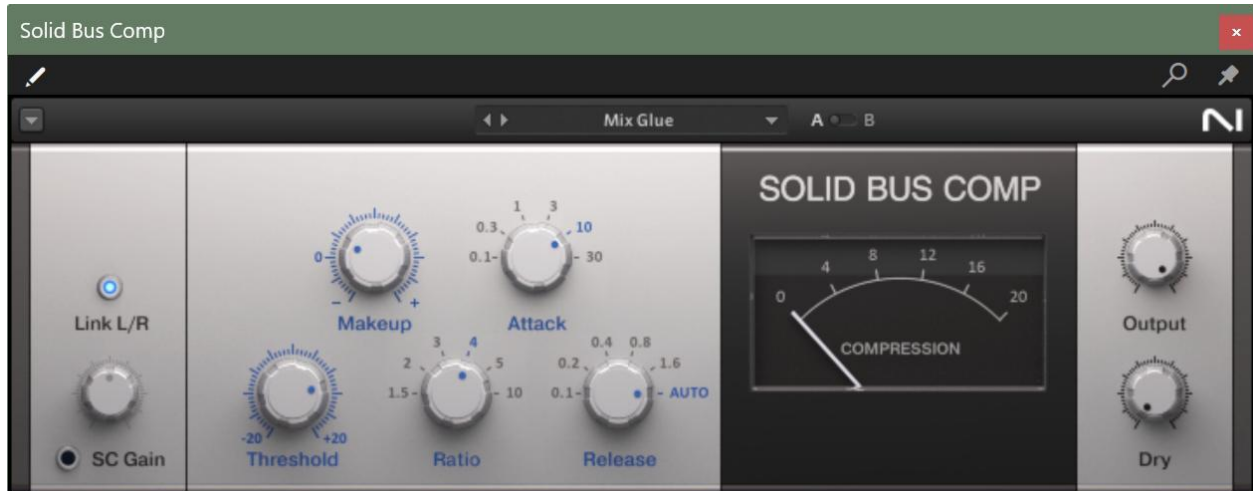 Solid Bus Comp
Mix Glue
A B
SOLID BUS COMP
Link L/R
SC Gain
0
- +
Makeup
0.1 0.3 1 3 10 30
Attack
-20 +20
Threshold
1.5 2 3 4 5 10
Ratio
0.1 0.2 0.4 0.8 1.6 AUTO
Release
0 4 8 12 16 20
COMPRESSION
Output
Dry